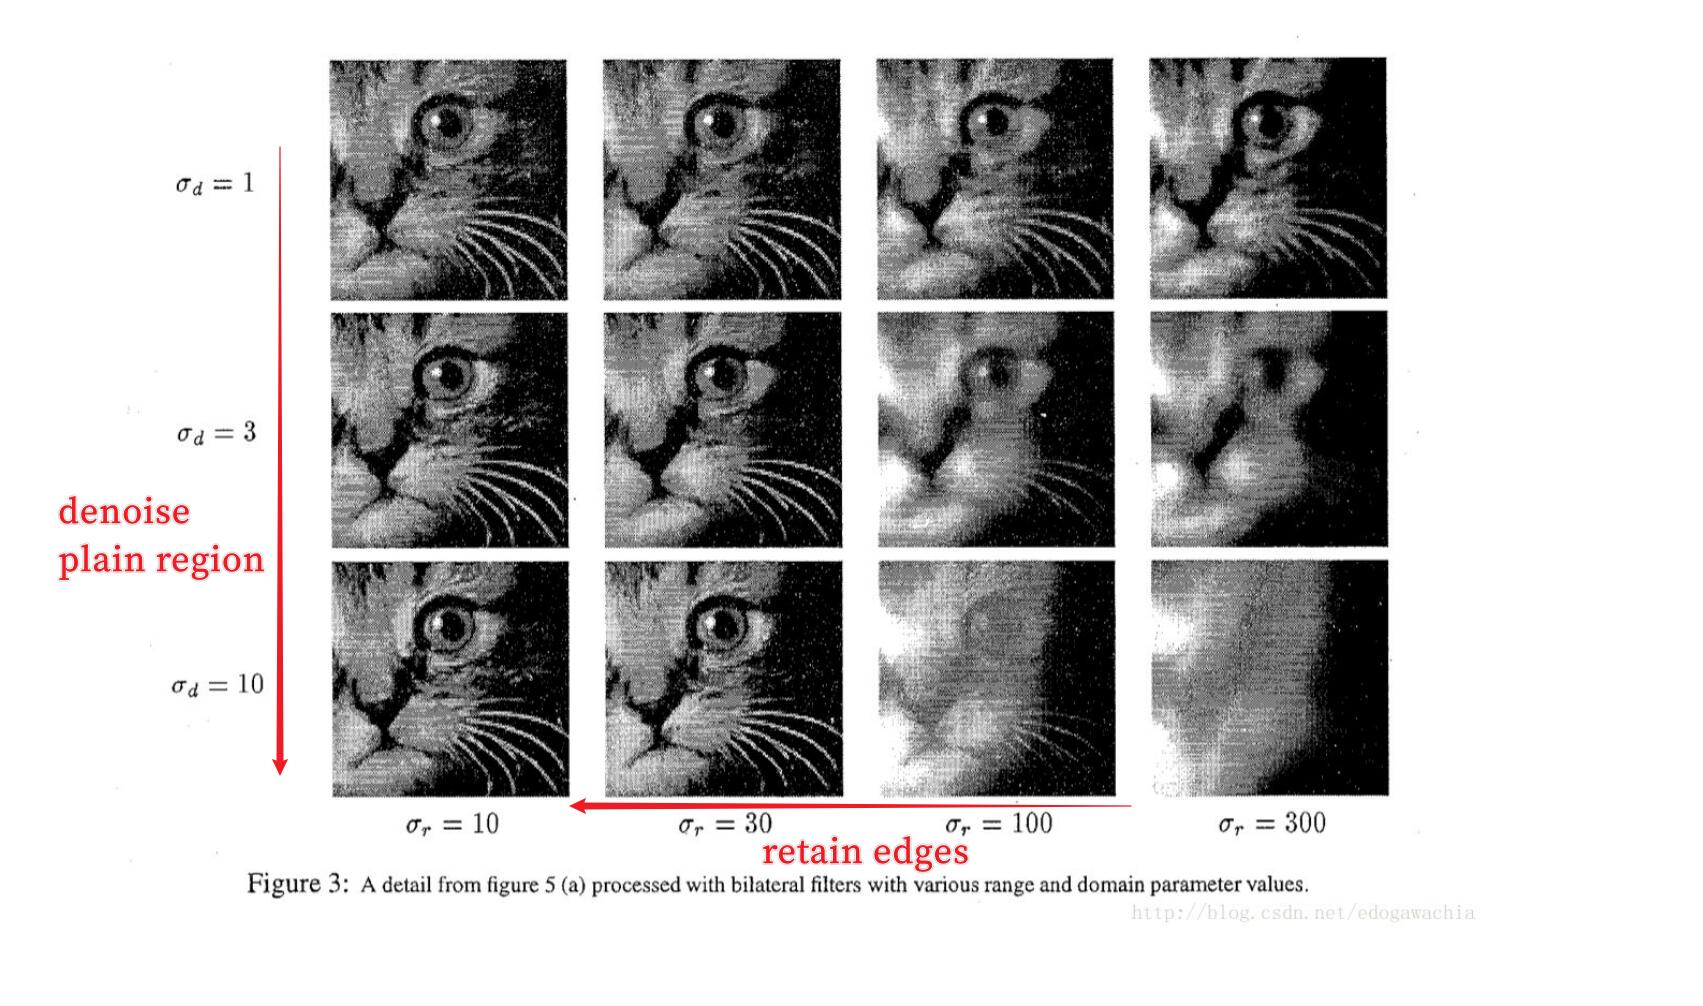 σd = 1
σd = 3
denoise
plain region
σd = 10
σr = 10
σr = 30
σr = 100
σr = 300
retain edges
Figure 3: A detail from figure 5 (a) processed with bilateral filters with various range and domain parameter values.
http://blog.csdn.net/edogawachia